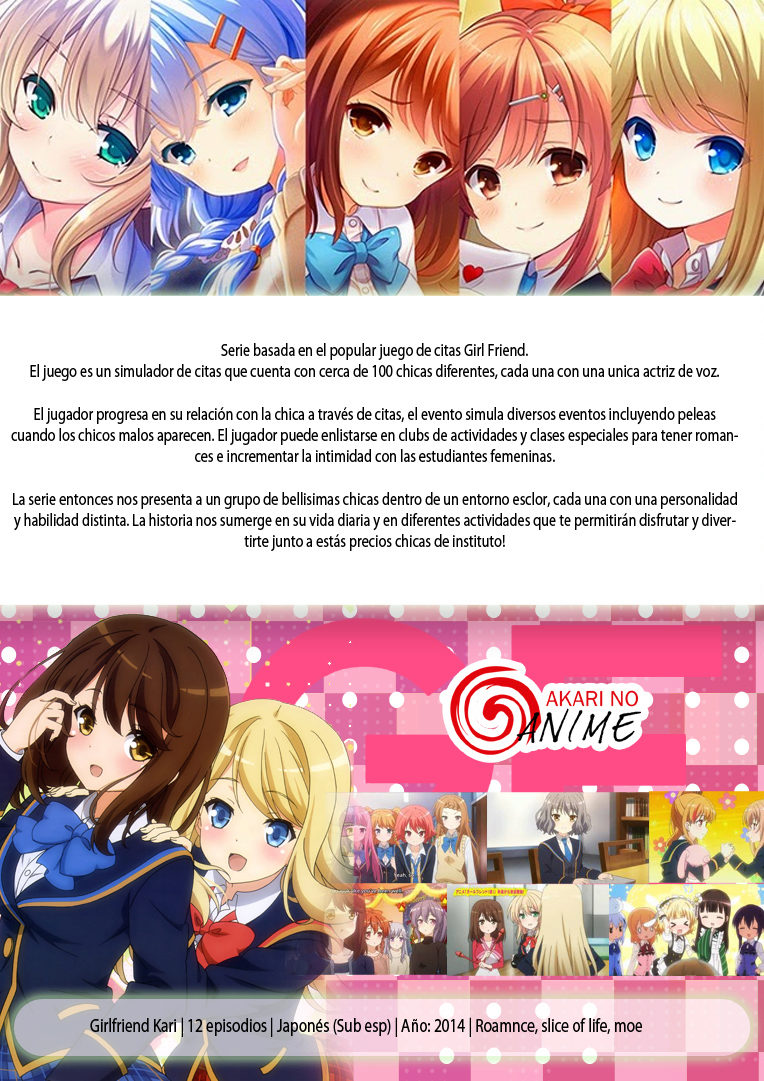 Serie basada en el popular juego de citas Girl Friend.
El juego es un simulador de citas que cuenta con cerca de 100 chicas diferentes, cada una con una unica actriz de voz.
El jugador progresa en su relación con la chica a través de citas, el evento simula diversos eventos incluyendo peleas
cuando los chicos malos aparecen. El jugador puede enlistarse en clubs de actividades y clases especiales para tener roman-
ces e incrementar la intimidad con las estudiantes femeninas.
La serie entonces nos presenta a un grupo de bellisimas chicas dentro de un entorno esclor, cada una con una personalidad
y habilidad distinta. La historia nos sumerge en su vida diaria y en diferentes actividades que te permitirán disfrutar y diver-
tirte junto a estás precios chicas de instituto!
GF
AKARI NO
ANIME
Girlfriend Kari | 12 episodios | Japonés (Sub esp) | Año: 2014 | Roamnce, slice of life, moe